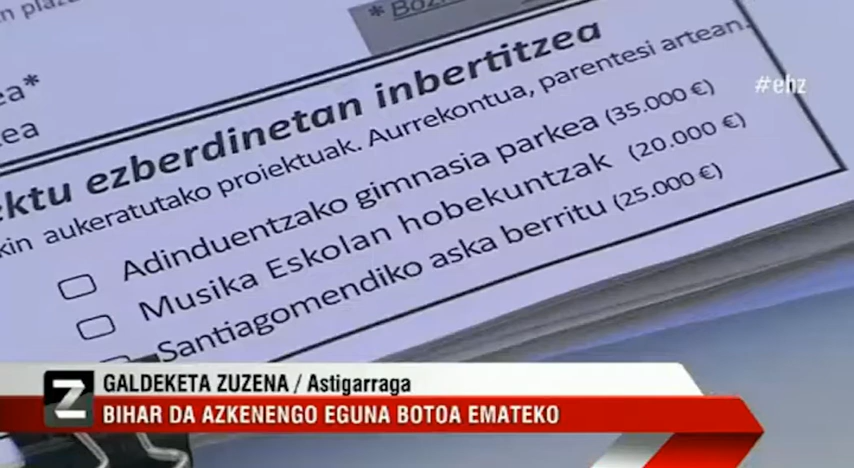 * Boz
ea*
ea
ektu ezberdinetan inbertitzea
kin aukeratutako proiektuak. Aurrekontua, parentesi artean.
Adinduentzako gimnasia parkea (35.000 €)
Musika Eskolan hobekuntzak (20.000 €)
Santiagomendiko aska berritu (25.000 €)
#ehz
Z GALDEKETA ZUZENA / Astigarraga
BIHAR DA AZKENENGO EGUNA BOTOA EMATEKO